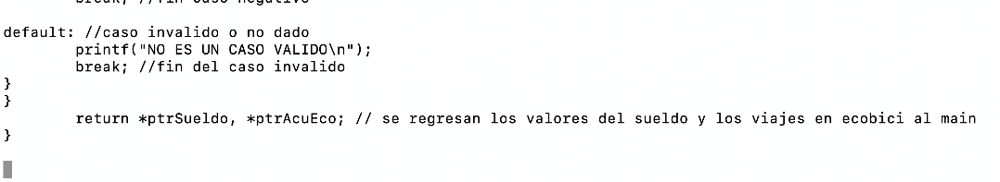 break; //fin caso negativo
default: //caso invalido o no dado
printf("NO ES UN CASO VALIDO\n");
break; //fin del caso invalido
}
}
return *ptrSueldo, *ptrAcuEco; // se regresan los valores del sueldo y los viajes en ecobici al main
}